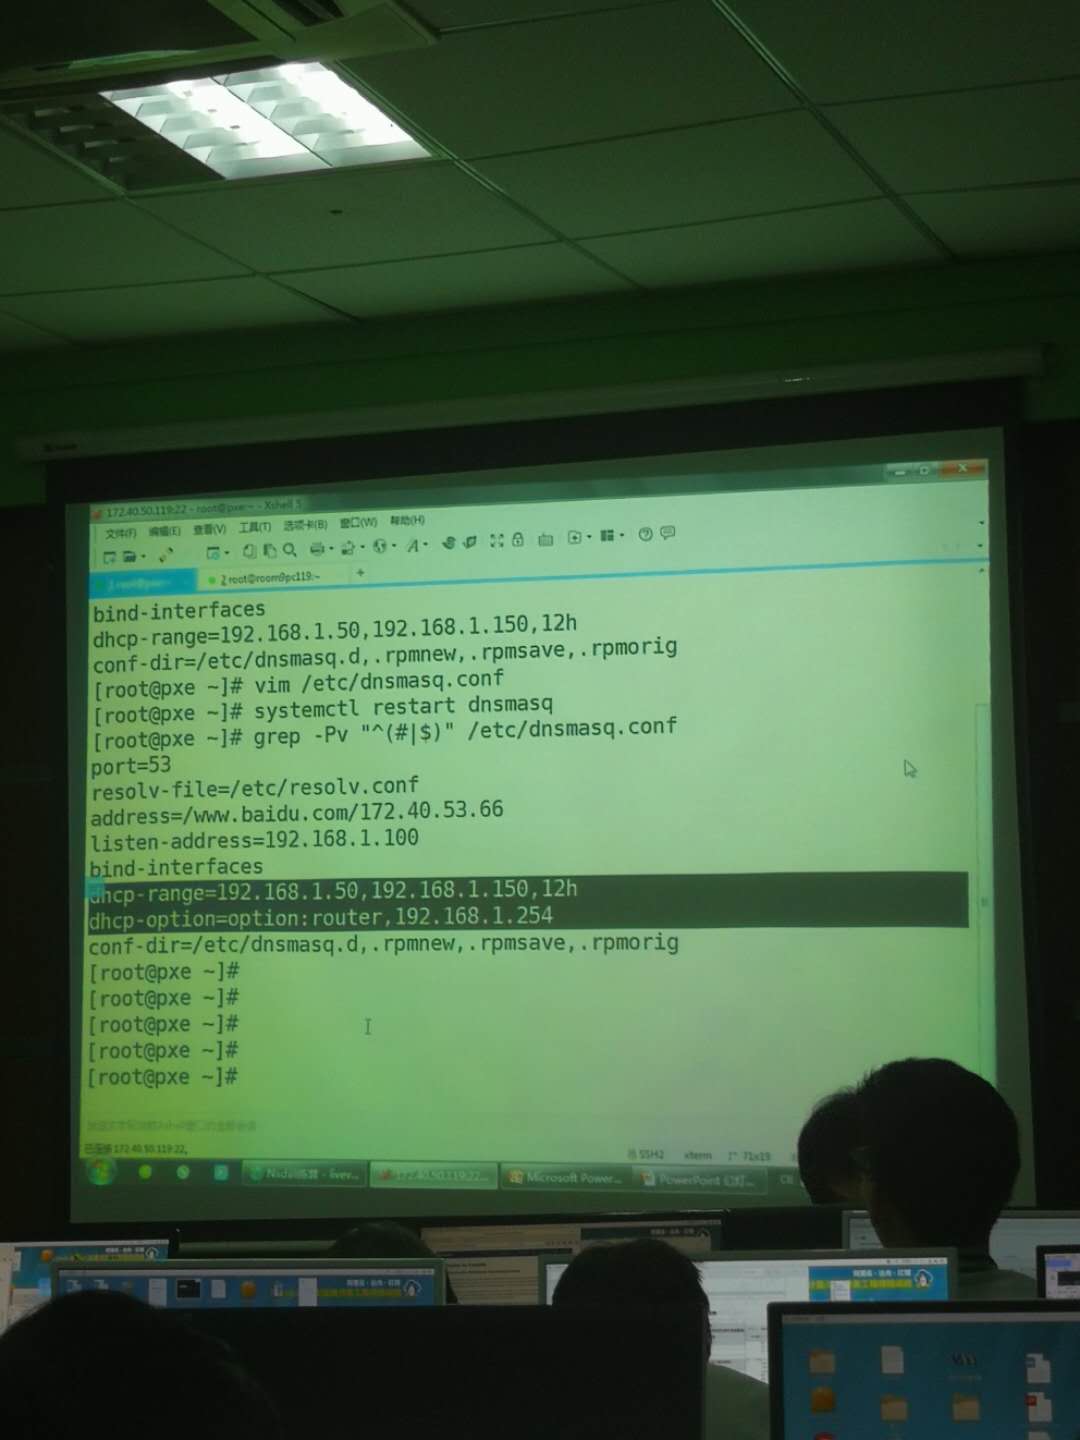 172.40.50.119:22 - root@pxe:~ - Xshell 5
文件(F) 编辑(E) 查看(V) 工具(T) 选项卡(B) 窗口(W) 帮助(H)
2 root@room9pc119:~ +
bind-interfaces
dhcp-range=192.168.1.50,192.168.1.150,12h
conf-dir=/etc/dnsmasq.d,.rpmnew,.rpmsave,.rpmorig
[root@pxe ~]# vim /etc/dnsmasq.conf
[root@pxe ~]# systemctl restart dnsmasq
[root@pxe ~]# grep -Pv "^(#|$)" /etc/dnsmasq.conf
port=53
resolv-file=/etc/resolv.conf
address=/www.baidu.com/172.40.53.66
listen-address=192.168.1.100
bind-interfaces
dhcp-range=192.168.1.50,192.168.1.150,12h
dhcp-option=option:router,192.168.1.254
conf-dir=/etc/dnsmasq.d,.rpmnew,.rpmsave,.rpmorig
[root@pxe ~]#
[root@pxe ~]#
[root@pxe ~]#
[root@pxe ~]#
[root@pxe ~]#
已连接 172.40.50.119:22。
SSH2 xterm 71x19
172.40.50.119:22... Microsoft Power... PowerPoint 幻灯...